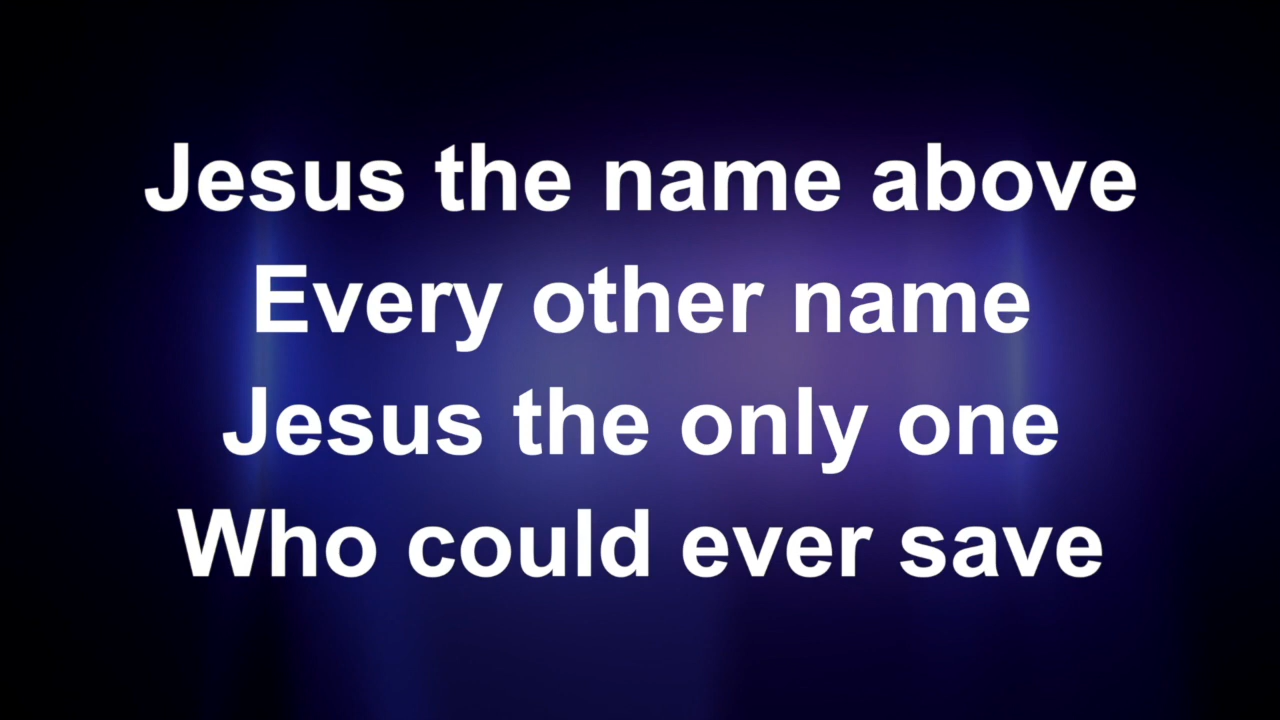 Jesus the name above
Every other name
Jesus the only one
Who could ever save